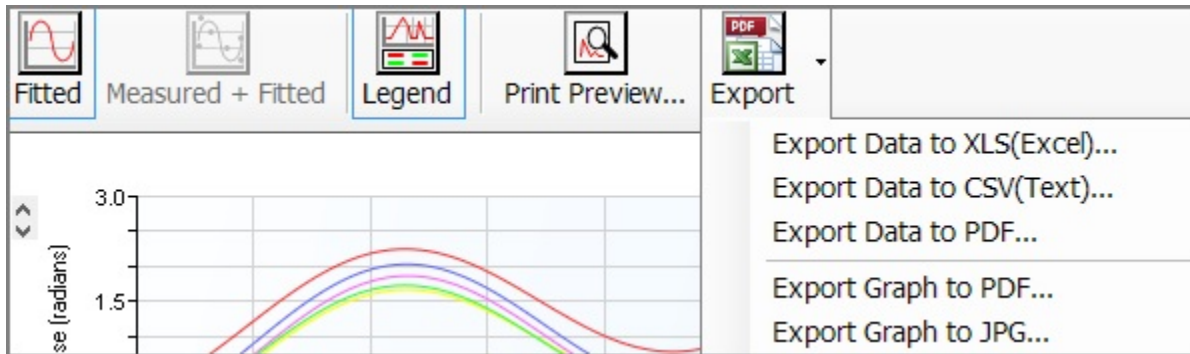 Fitted
Measured + Fitted
Legend
Print Preview...
PDF
Export
Export Data to XLS(Excel)...
Export Data to CSV(Text)...
Export Data to PDF...
Export Graph to PDF...
Export Graph to JPG...
3.0
1.5
se (radians)